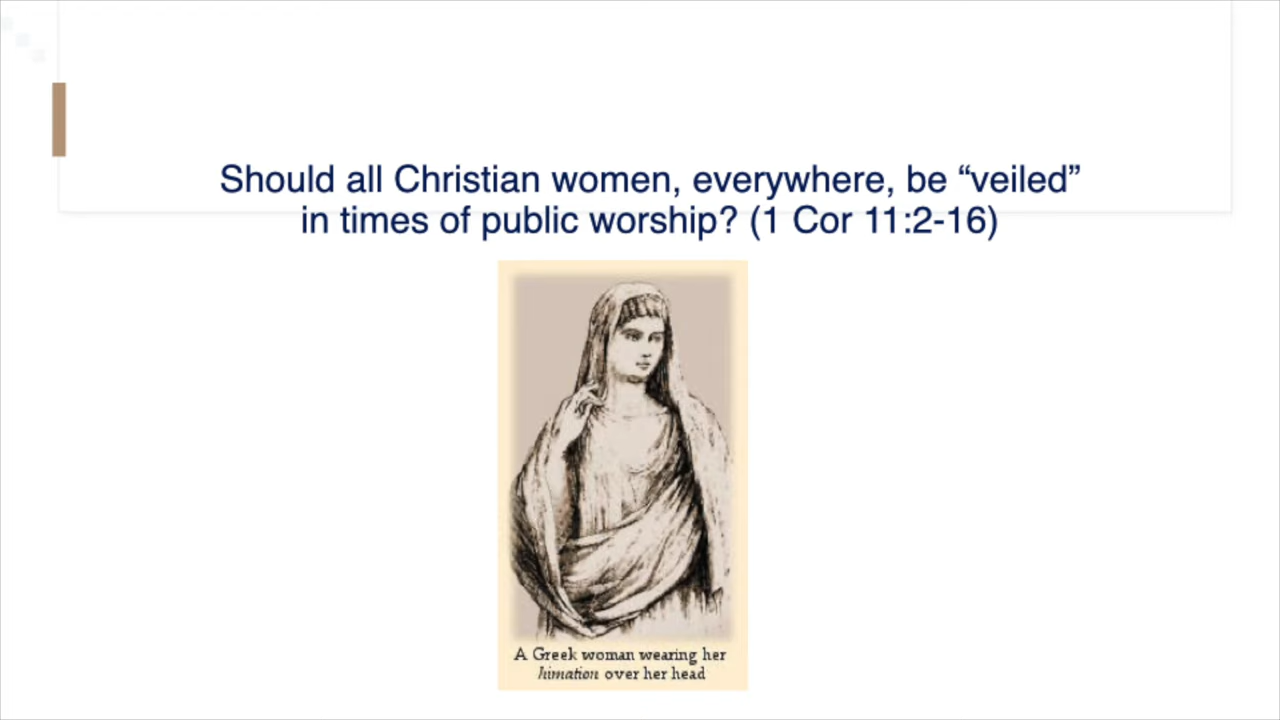 Should all Christian women, everywhere, be “veiled”
in times of public worship? (1 Cor 11:2-16)
A Greek woman wearing her
himation over her head